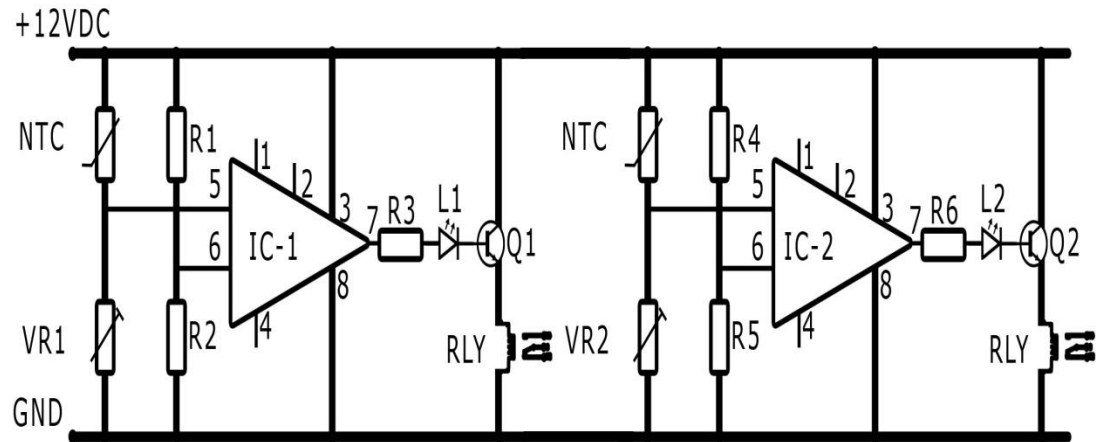 +12VDC
NTC
R1
5
6
IC-1
1
2
3
4
7
8
R3
L1
Q1
VR1
R2
RLY
NTC
R4
5
6
IC-2
1
2
3
4
7
8
R6
L2
Q2
VR2
R5
RLY
GND